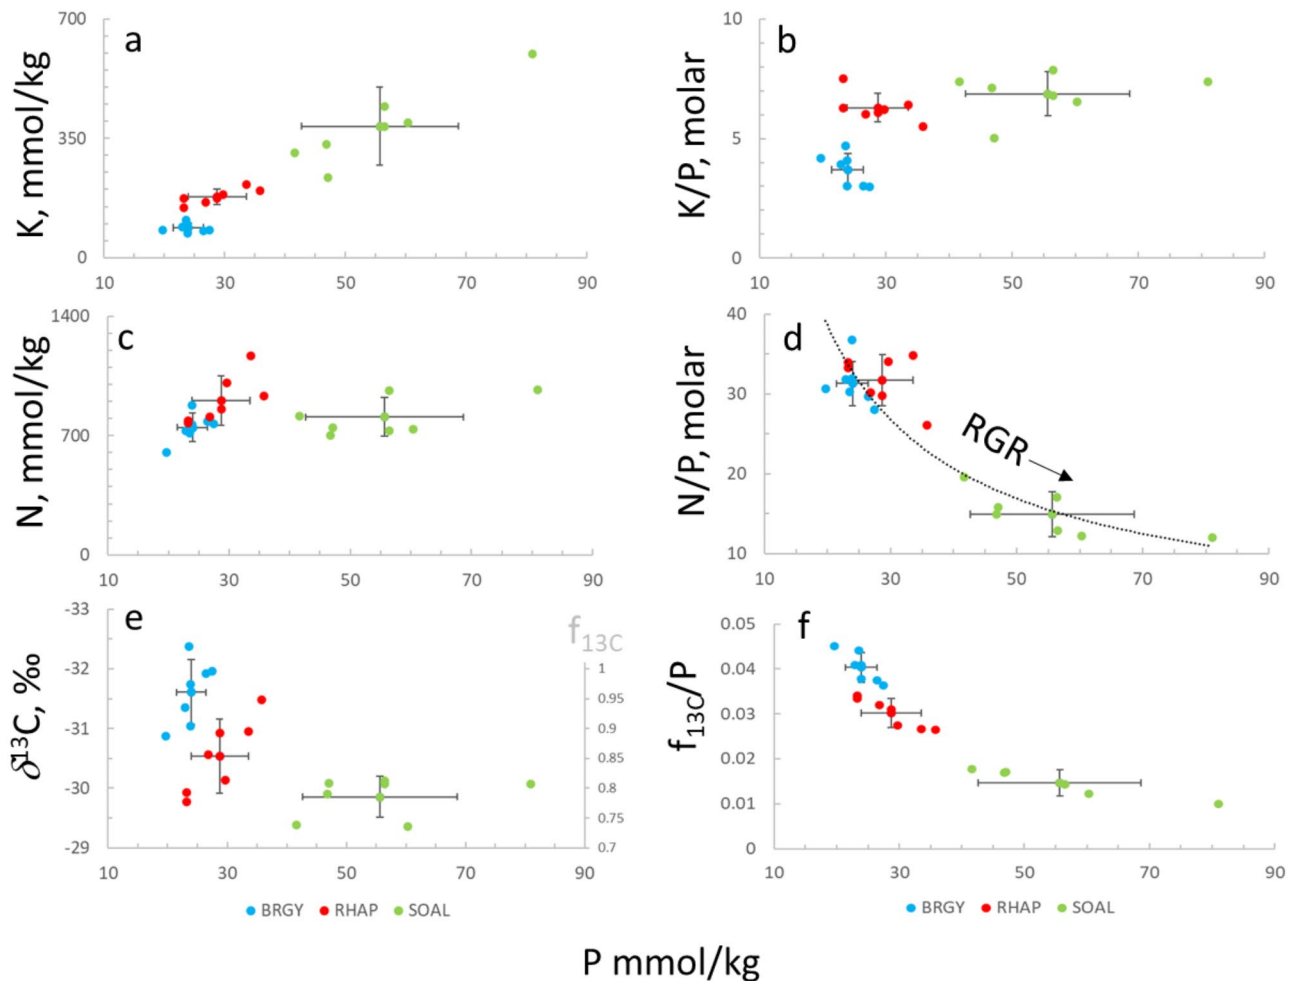 a
K, mmol/kg
700
350
0
10 30 50 70 90
b
K/P, molar
10
5
0
10 30 50 70 90
c
N, mmol/kg
1400
700
0
10 30 50 70 90
d
N/P, molar
40
30
20
10
RGR
10 30 50 70 90
e
δ¹³C, ‰
-33
-32
-31
-30
-29
f₁₃C
1
0.95
0.9
0.85
0.8
0.75
0.7
10 30 50 70 90
BRGY RHAP SOAL
f
f₁₃C/P
0.05
0.04
0.03
0.02
0.01
0
10 30 50 70 90
BRGY RHAP SOAL
P mmol/kg